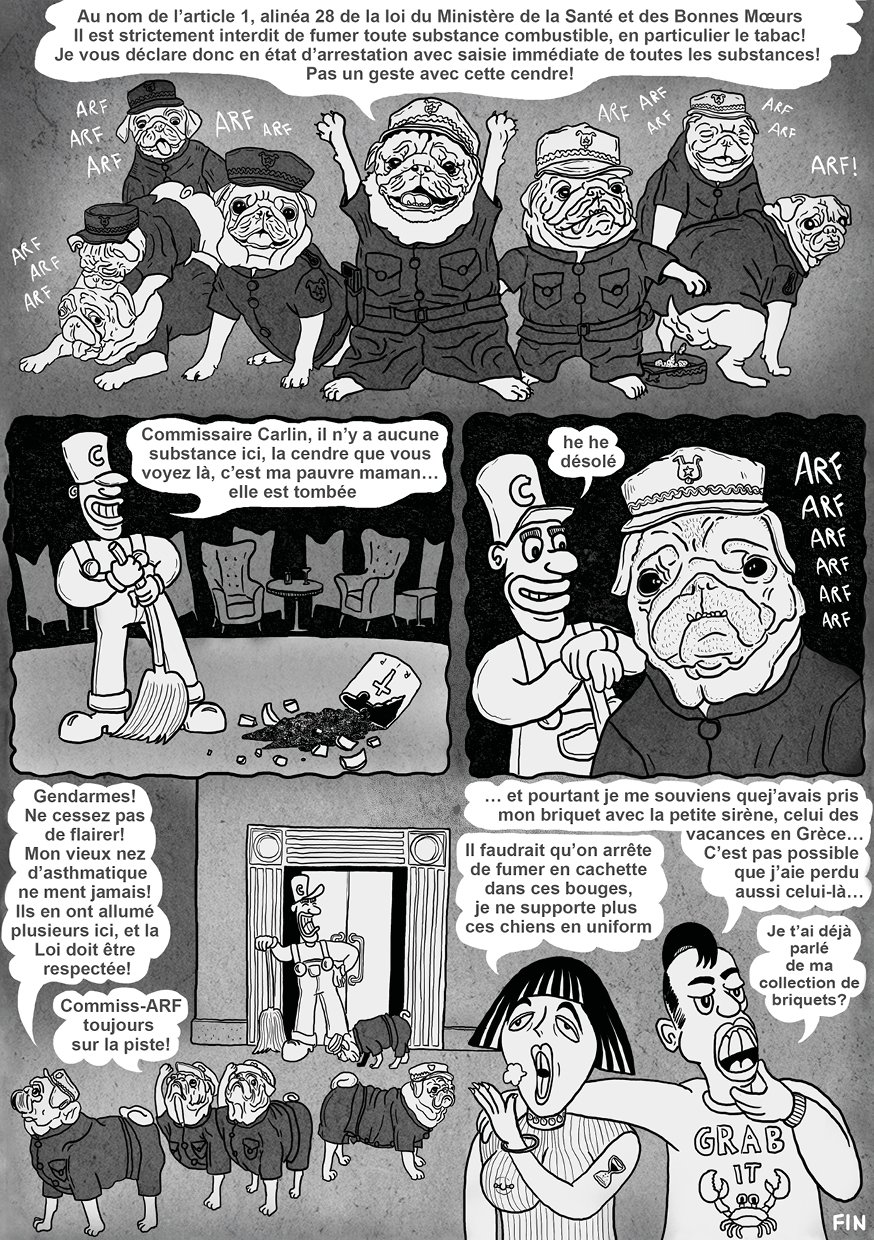 Au nom de l'article 1, alinéa 28 de la loi du Ministère de la Santé et des Bonnes Mœurs
Il est strictement interdit de fumer toute substance combustible, en particulier le tabac!
Je vous déclare donc en état d'arrestation avec saisie immédiate de toutes les substances!
Pas un geste avec cette cendre!
ARF
ARF
ARF
ARF
ARF
ARF
ARF
ARF
ARF
ARF
ARF!
ARF
ARF
ARF
Commissaire Carlin, il n'y a aucune
substance ici, la cendre que vous
voyez là, c'est ma pauvre maman...
elle est tombée
C
R
P
he he
désolé
C
ARF
ARF
ARF
ARF
ARF
ARF
Gendarmes!
Ne cessez pas
de flairer!
Mon vieux nez
d'asthmatique
ne ment jamais!
Ils en ont allumé
plusieurs ici, et la
Loi doit être
respectée!
Commiss-ARF
toujours
sur la piste!
C
... et pourtant je me souviens quej'avais pris
mon briquet avec la petite sirène, celui des
vacances en Grèce...
C'est pas possible
que j'aie perdu
aussi celui-là...
Il faudrait qu'on arrête
de fumer en cachette
dans ces bouges,
je ne supporte plus
ces chiens en uniform
Je t'ai déjà
parlé
de ma
collection de
briquets?
GRAB
IT
FIN